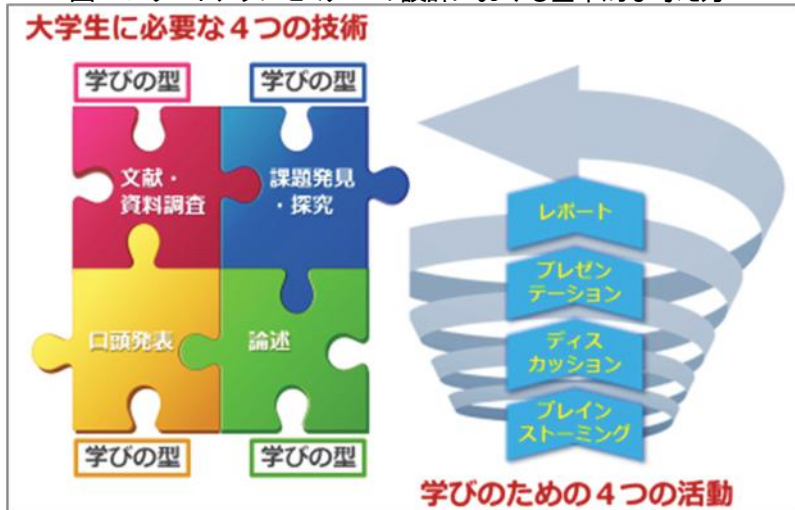 大学生に必要な４つの技術
学びの型
学びの型
文献・
資料調査
課題発見
・探究
口頭発表
論述
学びの型
学びの型
レポート
プレゼン
テーション
ディス
カッション
ブレイン
ストーミング
学びのための４つの活動